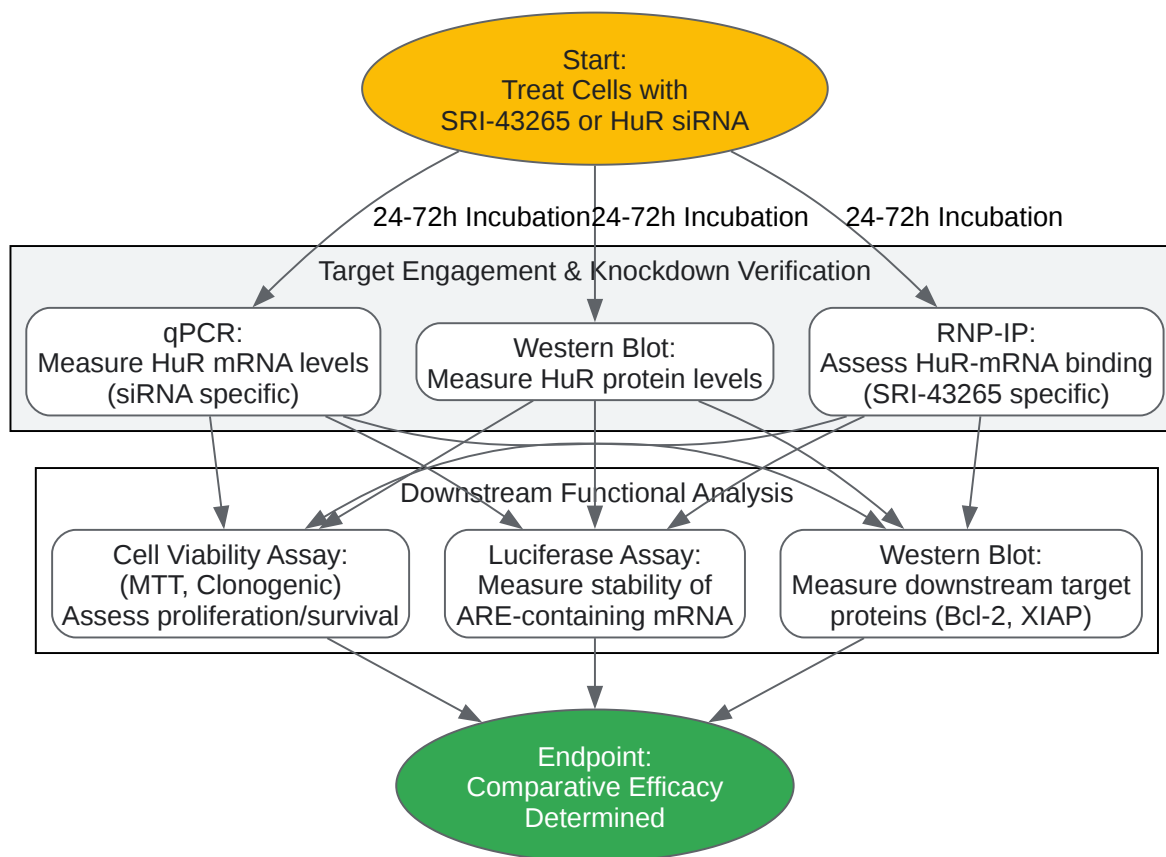 Start:
Treat Cells with
SRI-43265 or HuR siRNA
24-72h Incubation
24-72h Incubation
24-72h Incubation
Target Engagement & Knockdown Verification
qPCR:
Measure HuR mRNA levels
(siRNA specific)
Western Blot:
Measure HuR protein levels
RNP-IP:
Assess HuR-mRNA binding
(SRI-43265 specific)
Downstream Functional Analysis
Cell Viability Assay:
(MTT, Clonogenic)
Assess proliferation/survival
Luciferase Assay:
Measure stability of
ARE-containing mRNA
Western Blot:
Measure downstream target
proteins (Bcl-2, XIAP)
Endpoint:
Comparative Efficacy
Determined